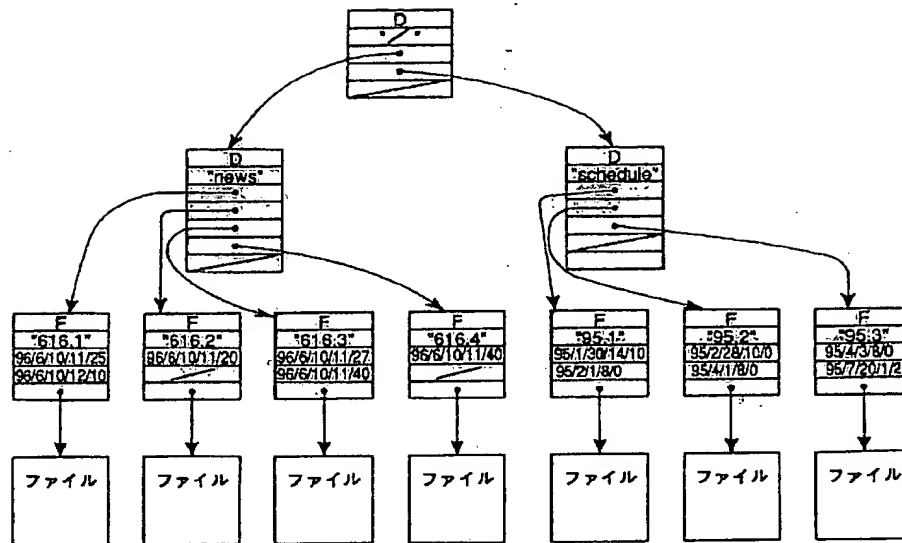 D
"/"
D
"news"
D
"schedule"
F
"616.1"
96/6/10/11/25
96/6/10/12/10
F
"616.2"
96/6/10/11/20
F
"616.3"
96/6/10/11/27
96/6/10/11/40
F
"616.4"
96/6/10/11/40
F
"95.1"
95/1/30/14/10
95/2/1/8/0
F
"95.2"
95/2/28/10/0
95/4/1/8/0
F
"95.3"
95/4/3/8/0
95/7/20/1/2
ファイル
ファイル
ファイル
ファイル
ファイル
ファイル
ファイル